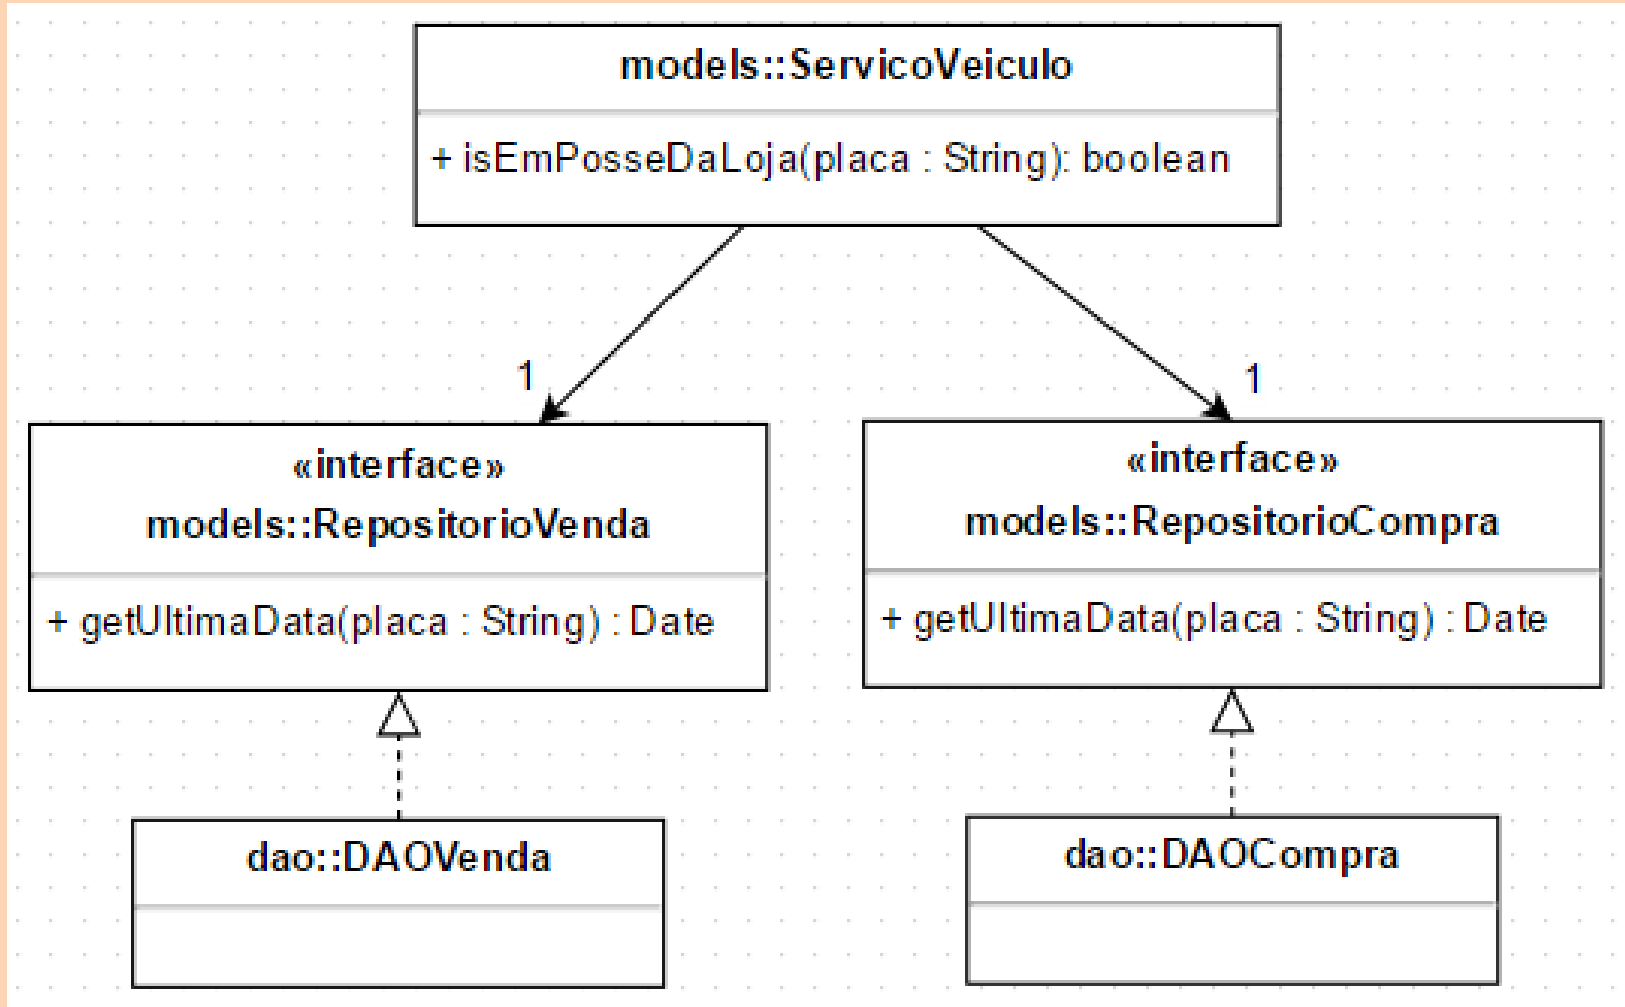 models::ServicoVeiculo
+ isEmPosseDaLoja(placa : String): boolean
1
1
«interface»
models::RepositorioVenda
+ getUltimaData(placa : String) : Date
«interface»
models::RepositorioCompra
+ getUltimaData(placa : String) : Date
dao::DAOVenda
dao::DAOCompra